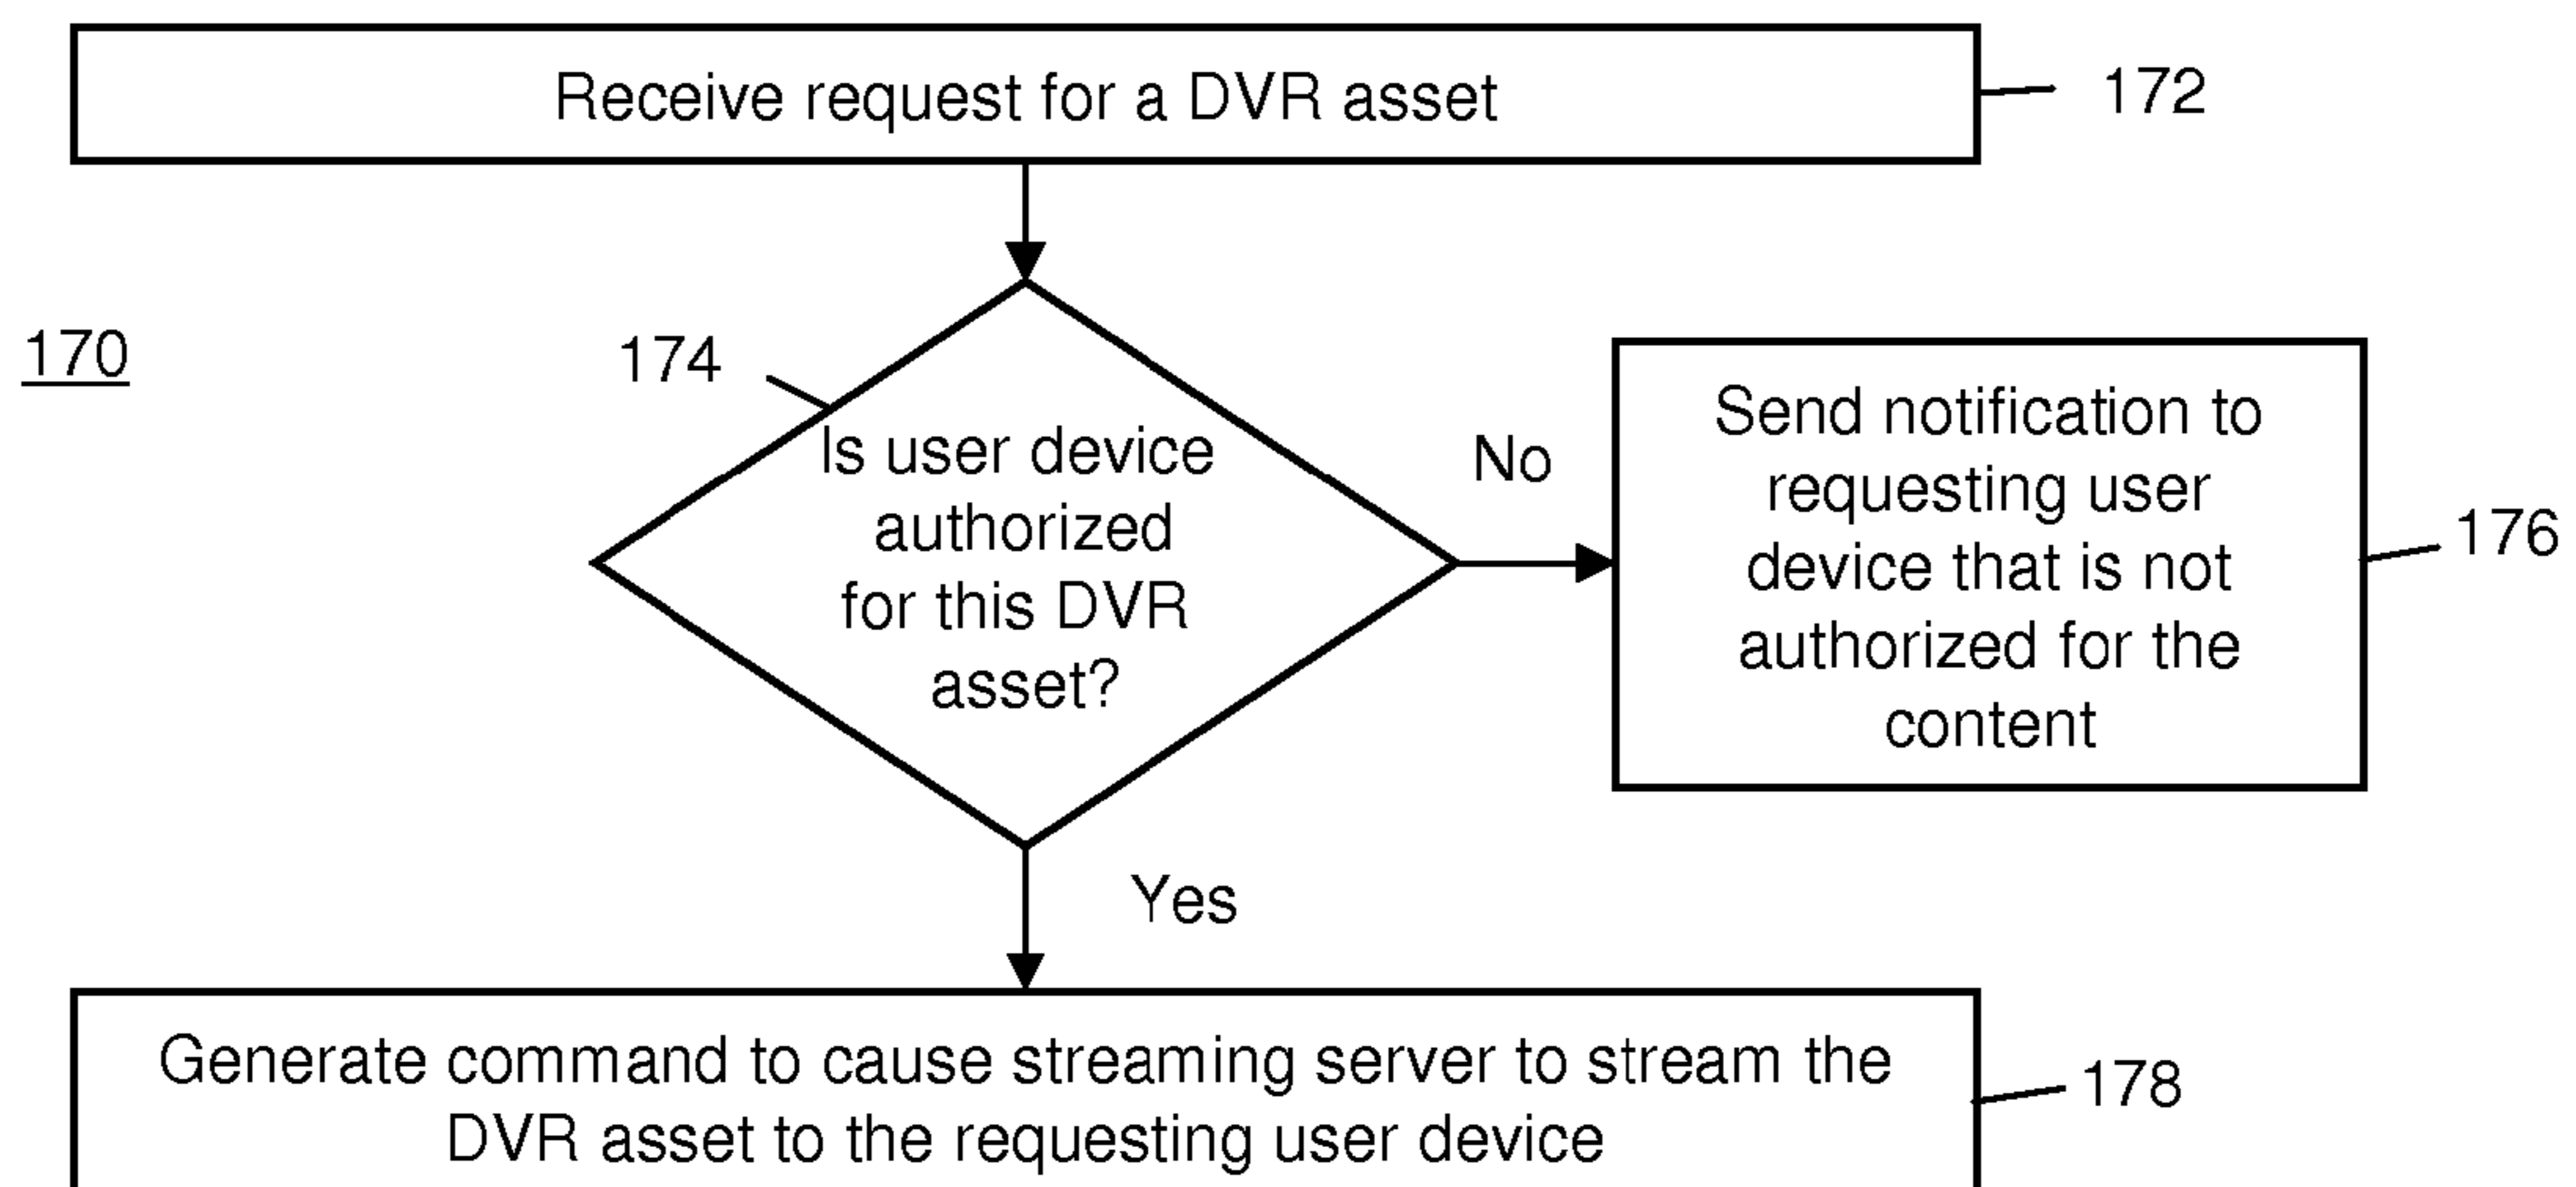 Receive request for a DVR asset
172
170
174
Is user device
authorized
for this DVR
asset?
No
Send notification to
requesting user
device that is not
authorized for the
content
176
Yes
Generate command to cause streaming server to stream the
DVR asset to the requesting user device
178